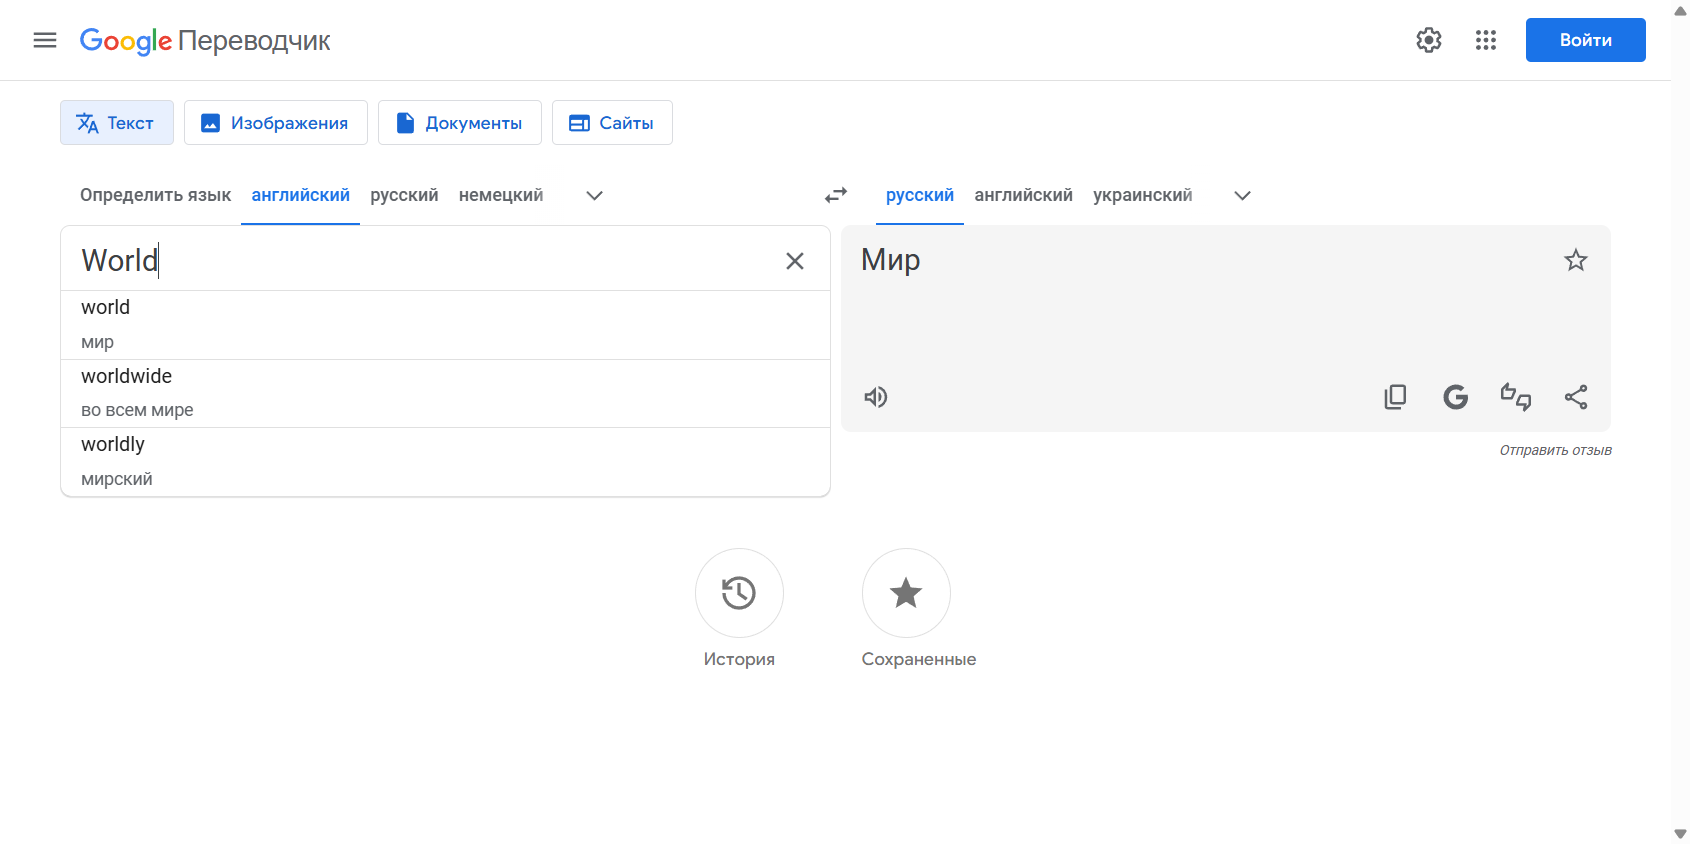 Google Переводчик
Войти
Текст
Изображения
Документы
Сайты
Определить язык английский русский немецкий
русский английский украинский
World
Мир
world
мир
worldwide
во всем мире
worldly
мирский
Отправить отзыв
История
Сохраненные